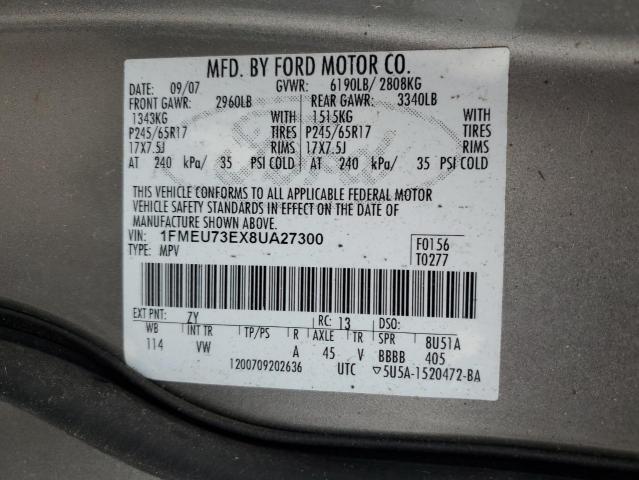 MFD. BY FORD MOTOR CO.
DATE: 09/07 GVWR: 6190LB/ 2808KG
FRONT GAWR: 2960LB REAR GAWR: 3340LB
1343KG WITH 1515KG WITH
P245/65R17 TIRES P245/65R17 TIRES
17X7.5J RIMS 17X7.5J RIMS
AT 240 kPa/ 35 PSI COLD AT 240 kPa/ 35 PSI COLD
THIS VEHICLE CONFORMS TO ALL APPLICABLE FEDERAL MOTOR
VEHICLE SAFETY STANDARDS IN EFFECT ON THE DATE OF
MANUFACTURE SHOWN ABOVE.
VIN: 1FMEU73EX8UA27300 F0156
TYPE: MPV T0277
EXT PNT: ZY RC: 13 DSO:
WB INT TR TP/PS R AXLE TR SPR 8U51A
114 VW A 45 V BBBB 405
1200709202636 UTC ▽5U5A-1520472-BA